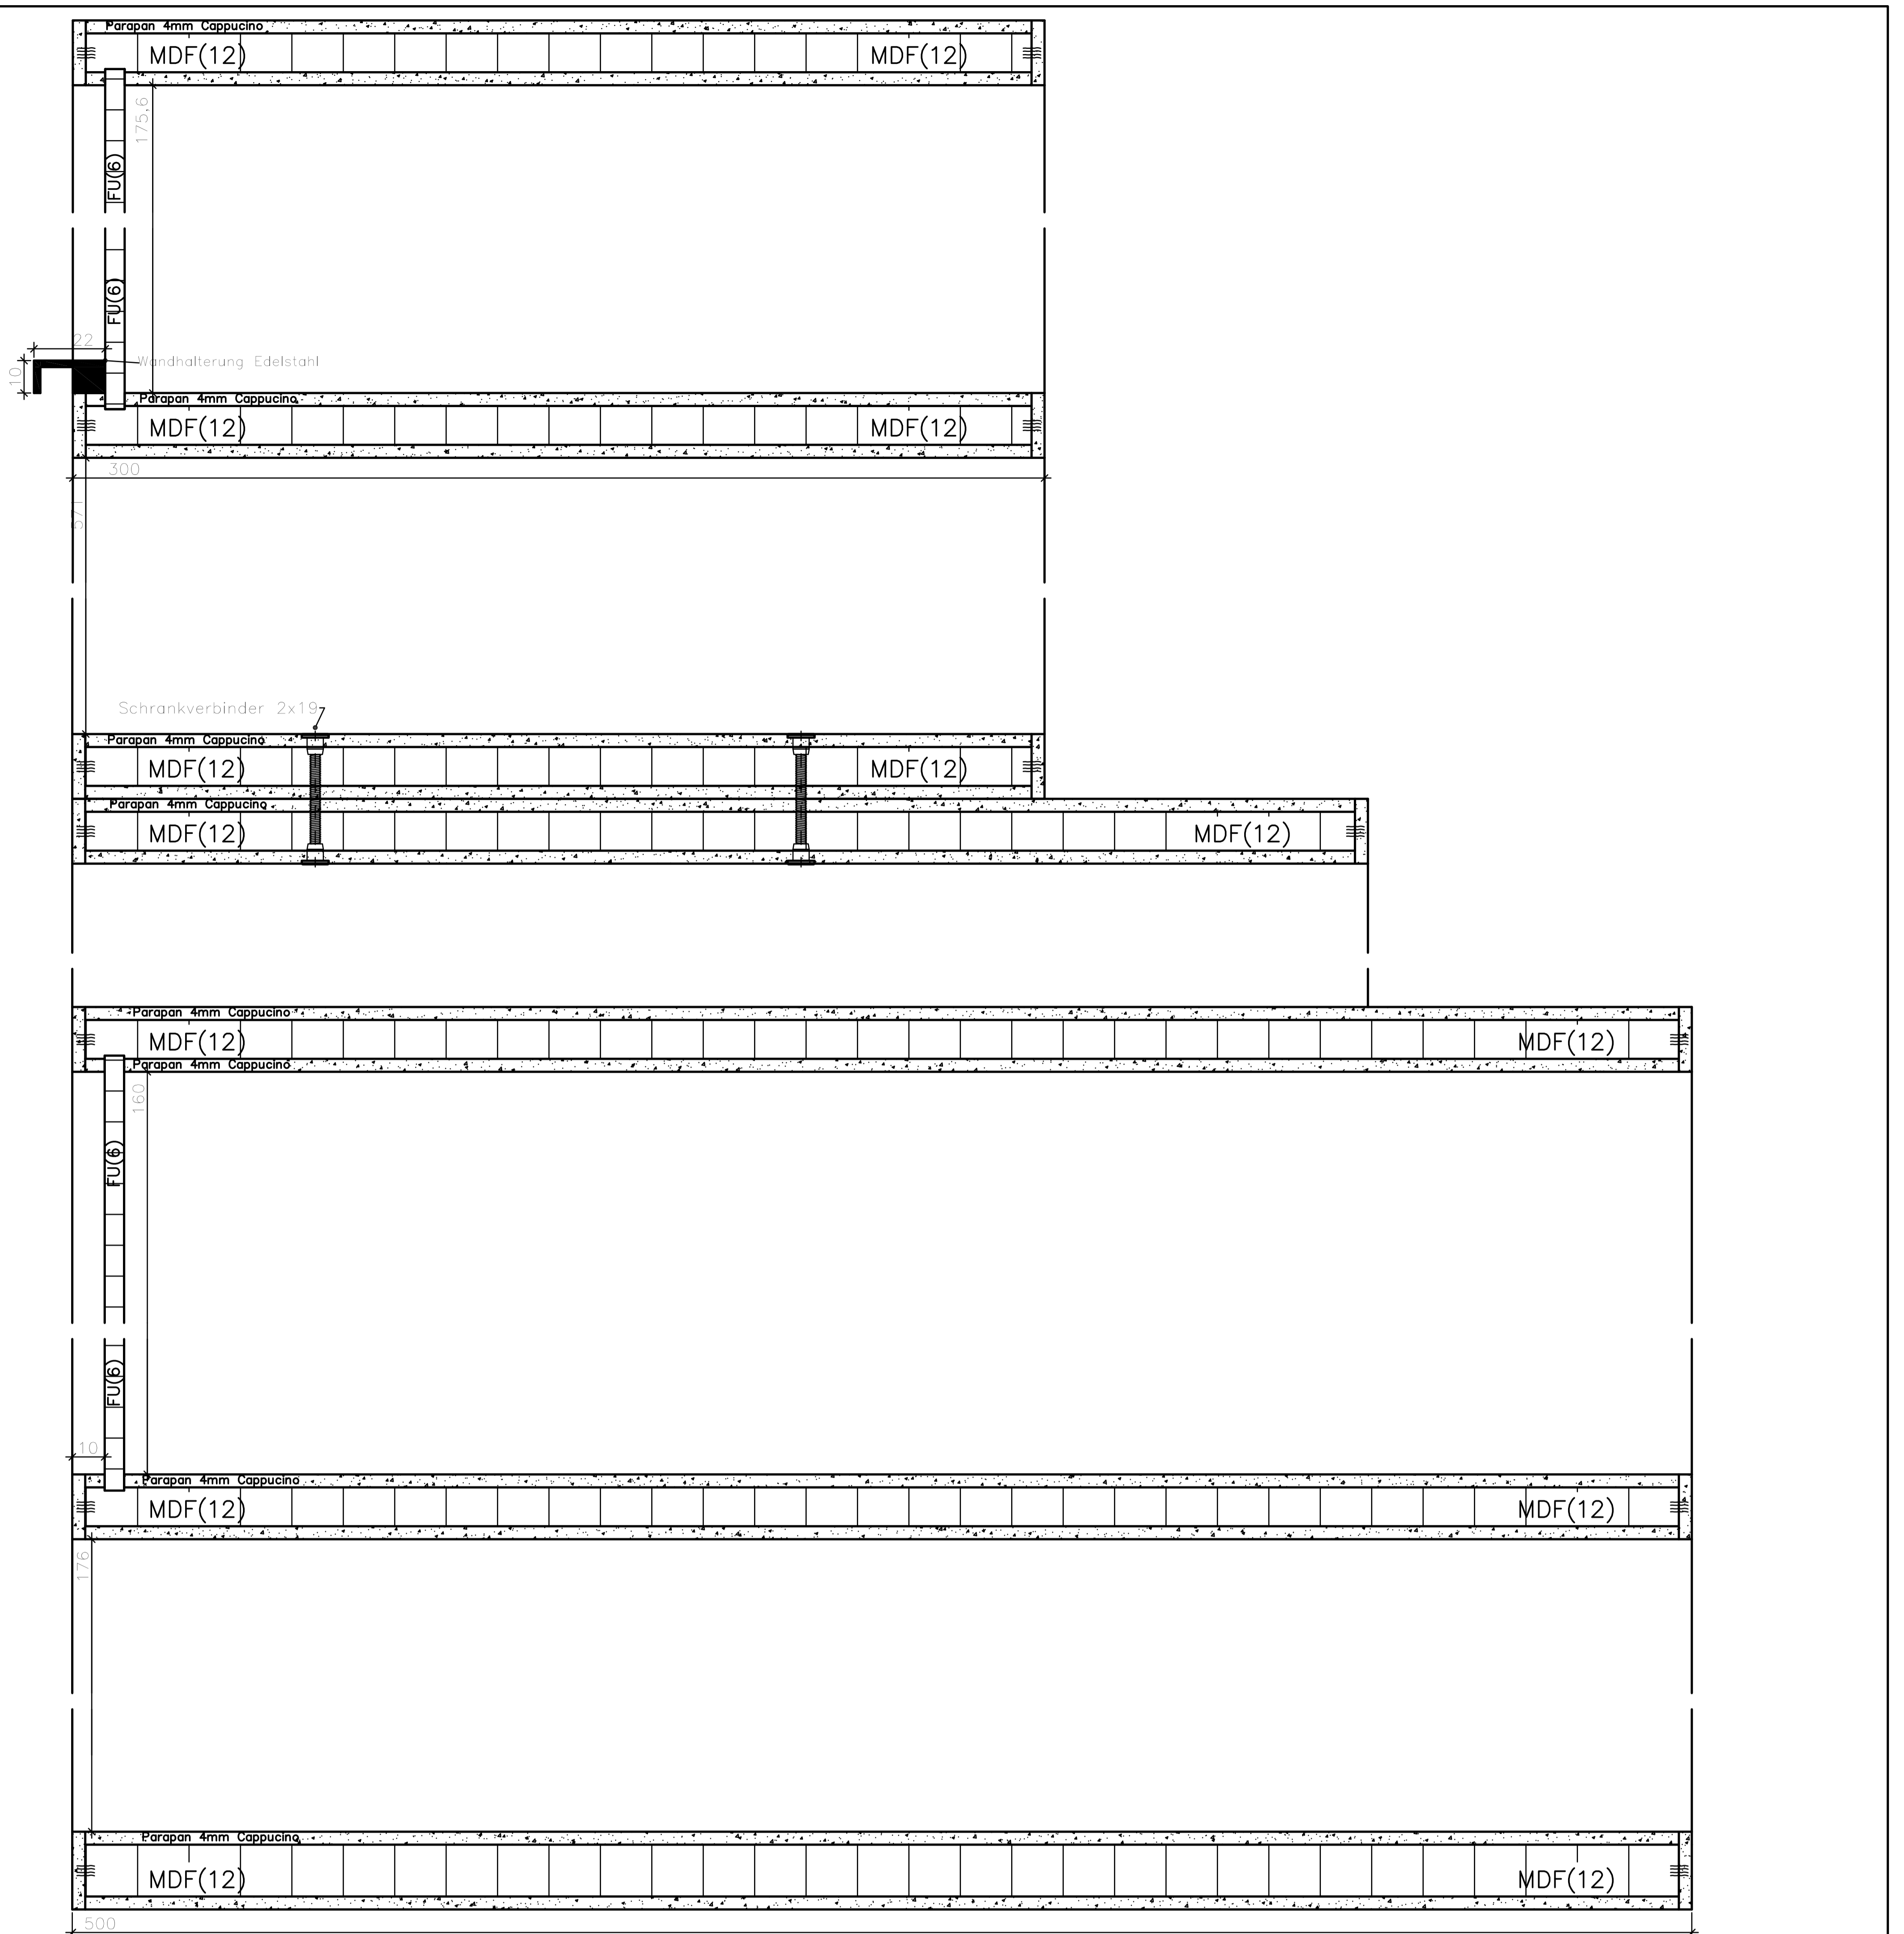 Parapan 4mm Cappucino
MDF(12) MDF(12)
175,6
FU(6)
FU(6)
22
Wandhalterung Edelstahl
10
Parapan 4mm Cappucino
MDF(12) MDF(12)
300
571
Schrankverbinder 2x19
Parapan 4mm Cappucino
MDF(12) MDF(12)
Parapan 4mm Cappucino
MDF(12) MDF(12)
Parapan 4mm Cappucino
MDF(12) MDF(12)
Parapan 4mm Cappucino
160
FU(6)
FU(6)
10
Parapan 4mm Cappucino
MDF(12) MDF(12)
176
Parapan 4mm Cappucino
MDF(12) MDF(12)
500